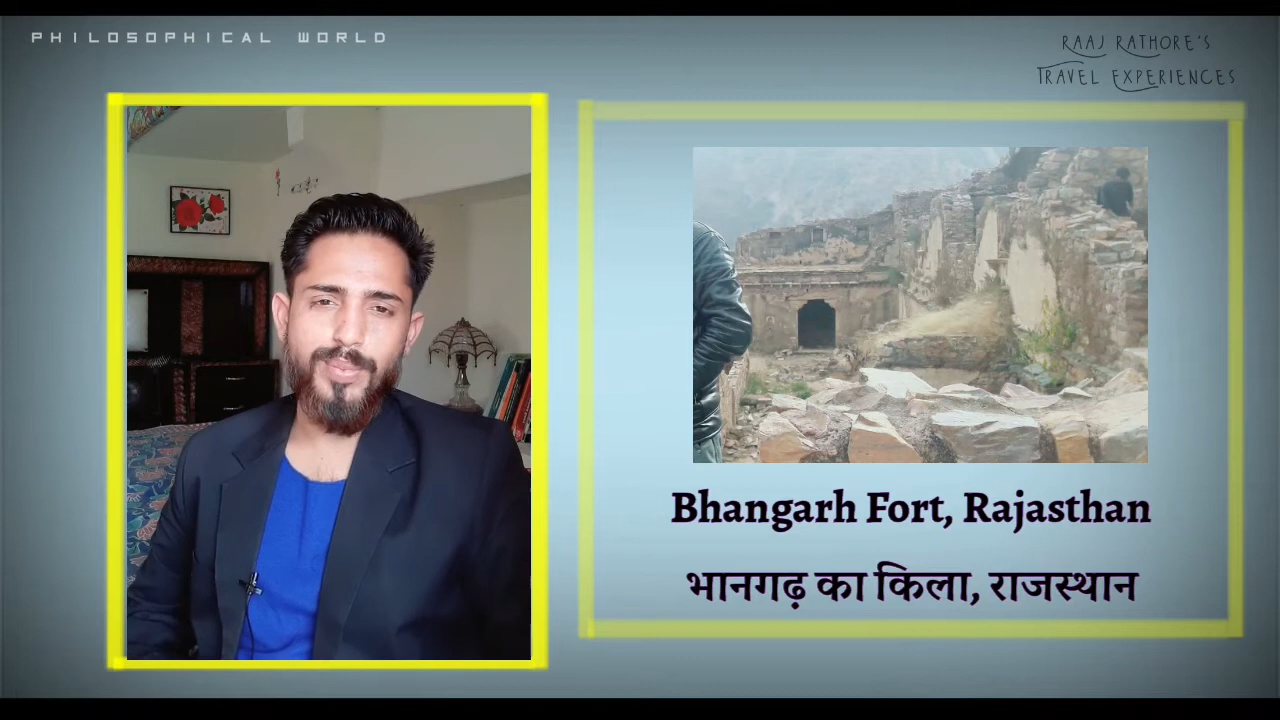 PHILOSOPHICAL WORLD
RAAJ RATHORE'S
TRAVEL EXPERIENCES
Bhangarh Fort, Rajasthan
भानगढ़ का किला, राजस्थान